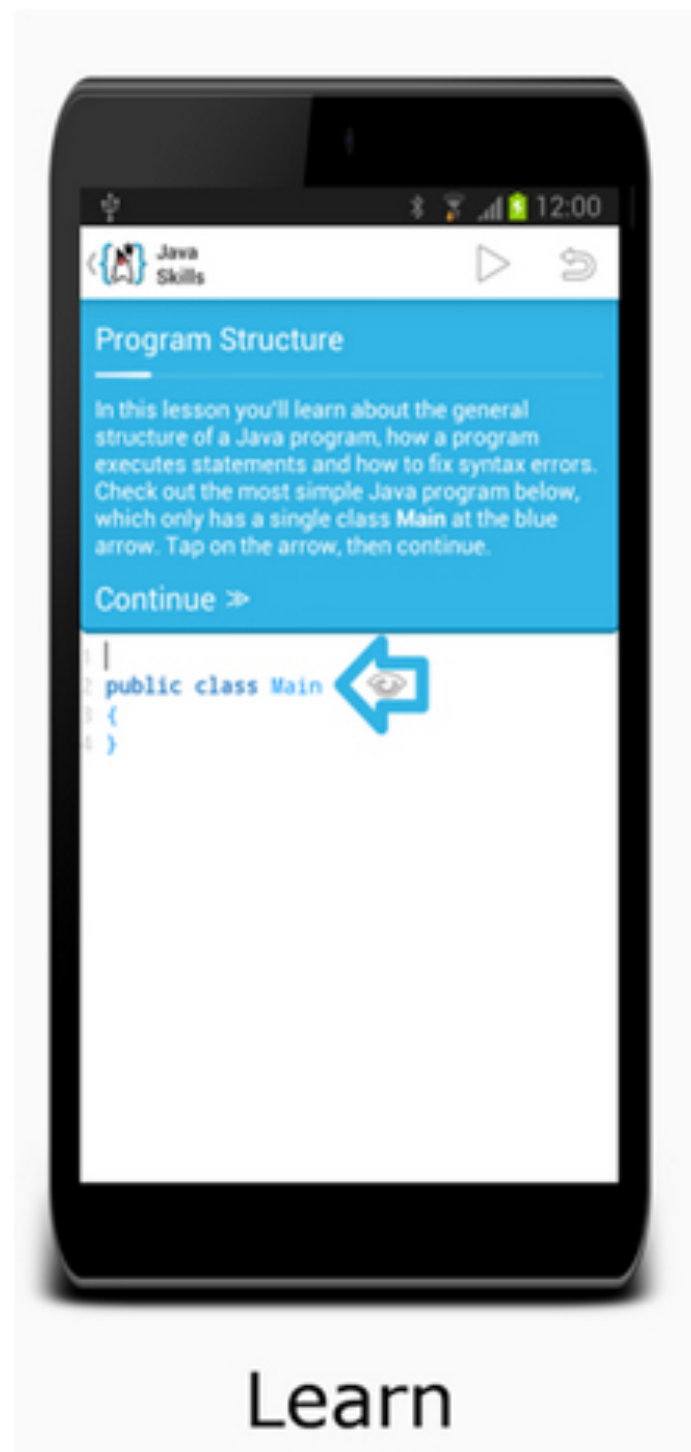 12:00
Java
Skills
Program Structure
In this lesson you'll learn about the general
structure of a Java program, how a program
executes statements and how to fix syntax errors.
Check out the most simple Java program below,
which only has a single class Main at the blue
arrow. Tap on the arrow, then continue.
Continue ≫
1
2 public class Main
3 {
4 }
Learn